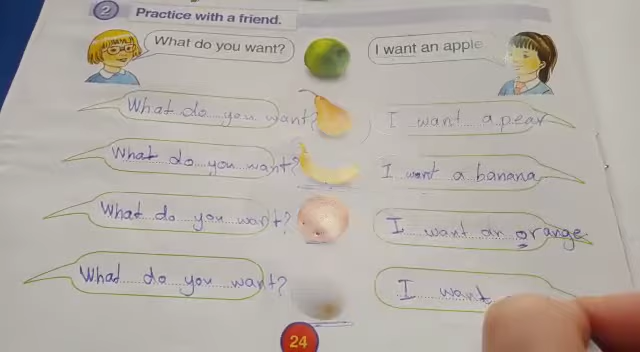 2 Practice with a friend.
What do you want? I want an apple.
What do you want? I want a pear
What do you want? I want a banana
What do you want? I want an orange
What do you want? I want
24